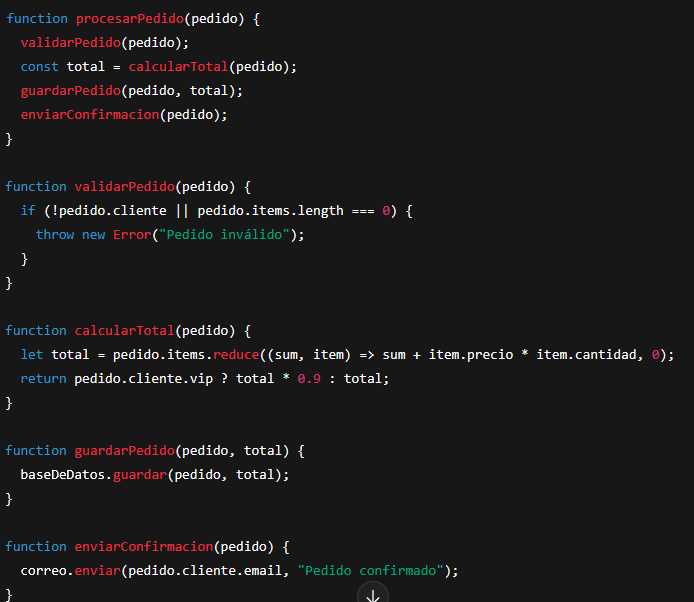 function procesarPedido(pedido) {
  validarPedido(pedido);
  const total = calcularTotal(pedido);
  guardarPedido(pedido, total);
  enviarConfirmacion(pedido);
}

function validarPedido(pedido) {
  if (!pedido.cliente || pedido.items.length === 0) {
    throw new Error("Pedido inválido");
  }
}

function calcularTotal(pedido) {
  let total = pedido.items.reduce((sum, item) => sum + item.precio * item.cantidad, 0);
  return pedido.cliente.vip ? total * 0.9 : total;
}

function guardarPedido(pedido, total) {
  baseDeDatos.guardar(pedido, total);
}

function enviarConfirmacion(pedido) {
  correo.enviar(pedido.cliente.email, "Pedido confirmado");
}